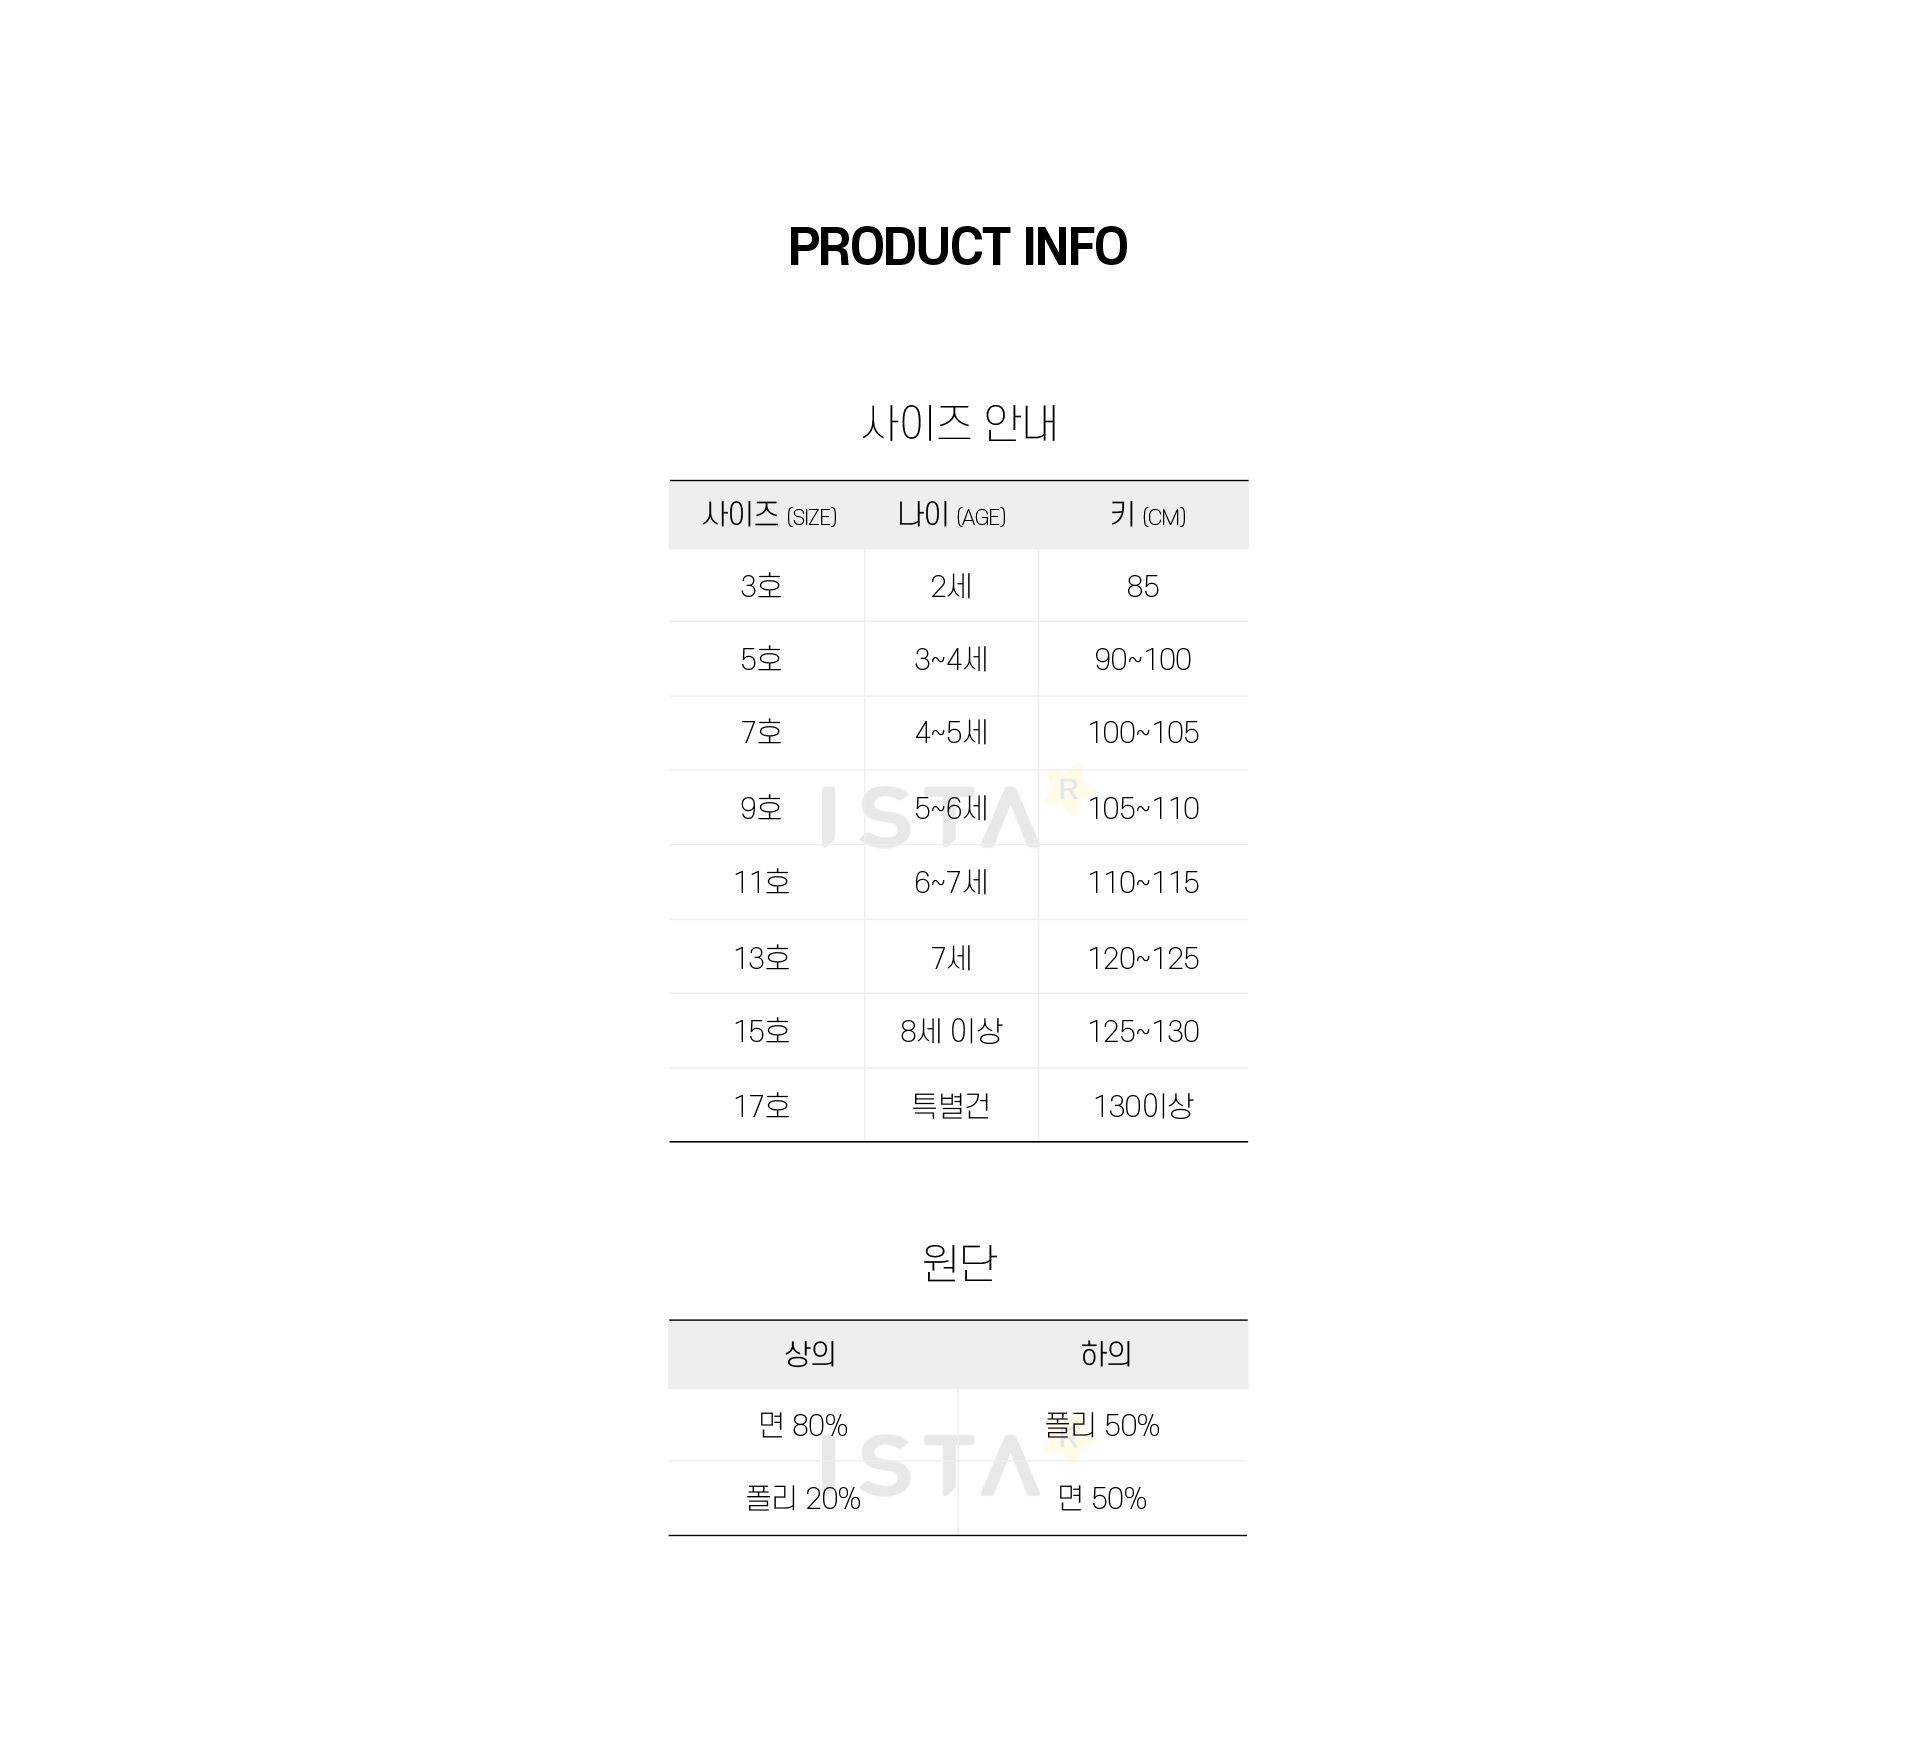 PRODUCT INFO
사이즈 안내
사이즈 (SIZE) 나이 (AGE) 키 (CM)
3호 2세 85
5호 3~4세 90~100
7호 4~5세 100~105
9호 5~6세 105~110
ISTA R
11호 6~7세 110~115
13호 7세 120~125
15호 8세 이상 125~130
17호 특별건 130이상
원단
상의 하의
면 80% 폴리 50%
ISTA R
폴리 20% 면 50%